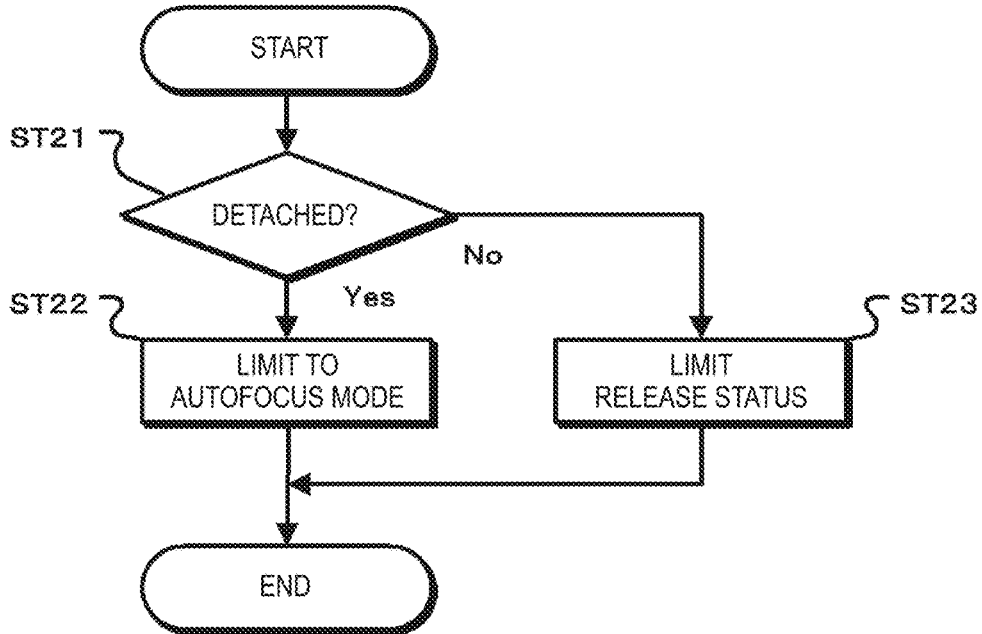 START
ST21
DETACHED?
No
Yes
ST22
ST23
LIMIT TO
AUTOFOCUS MODE
LIMIT
RELEASE STATUS
END